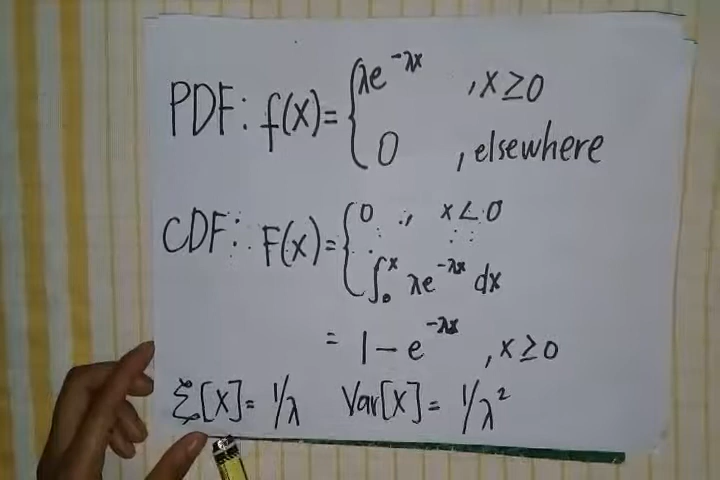 PDF: f(x) = { λe^{-λx} , x ≥ 0
0 , elsewhere
CDF: F(x) = { 0 , x < 0
∫₀ˣ λe^{-λx} dx
= 1 - e^{-λx} , x ≥ 0
ξ[X] = 1/λ Var[X] = 1/λ²